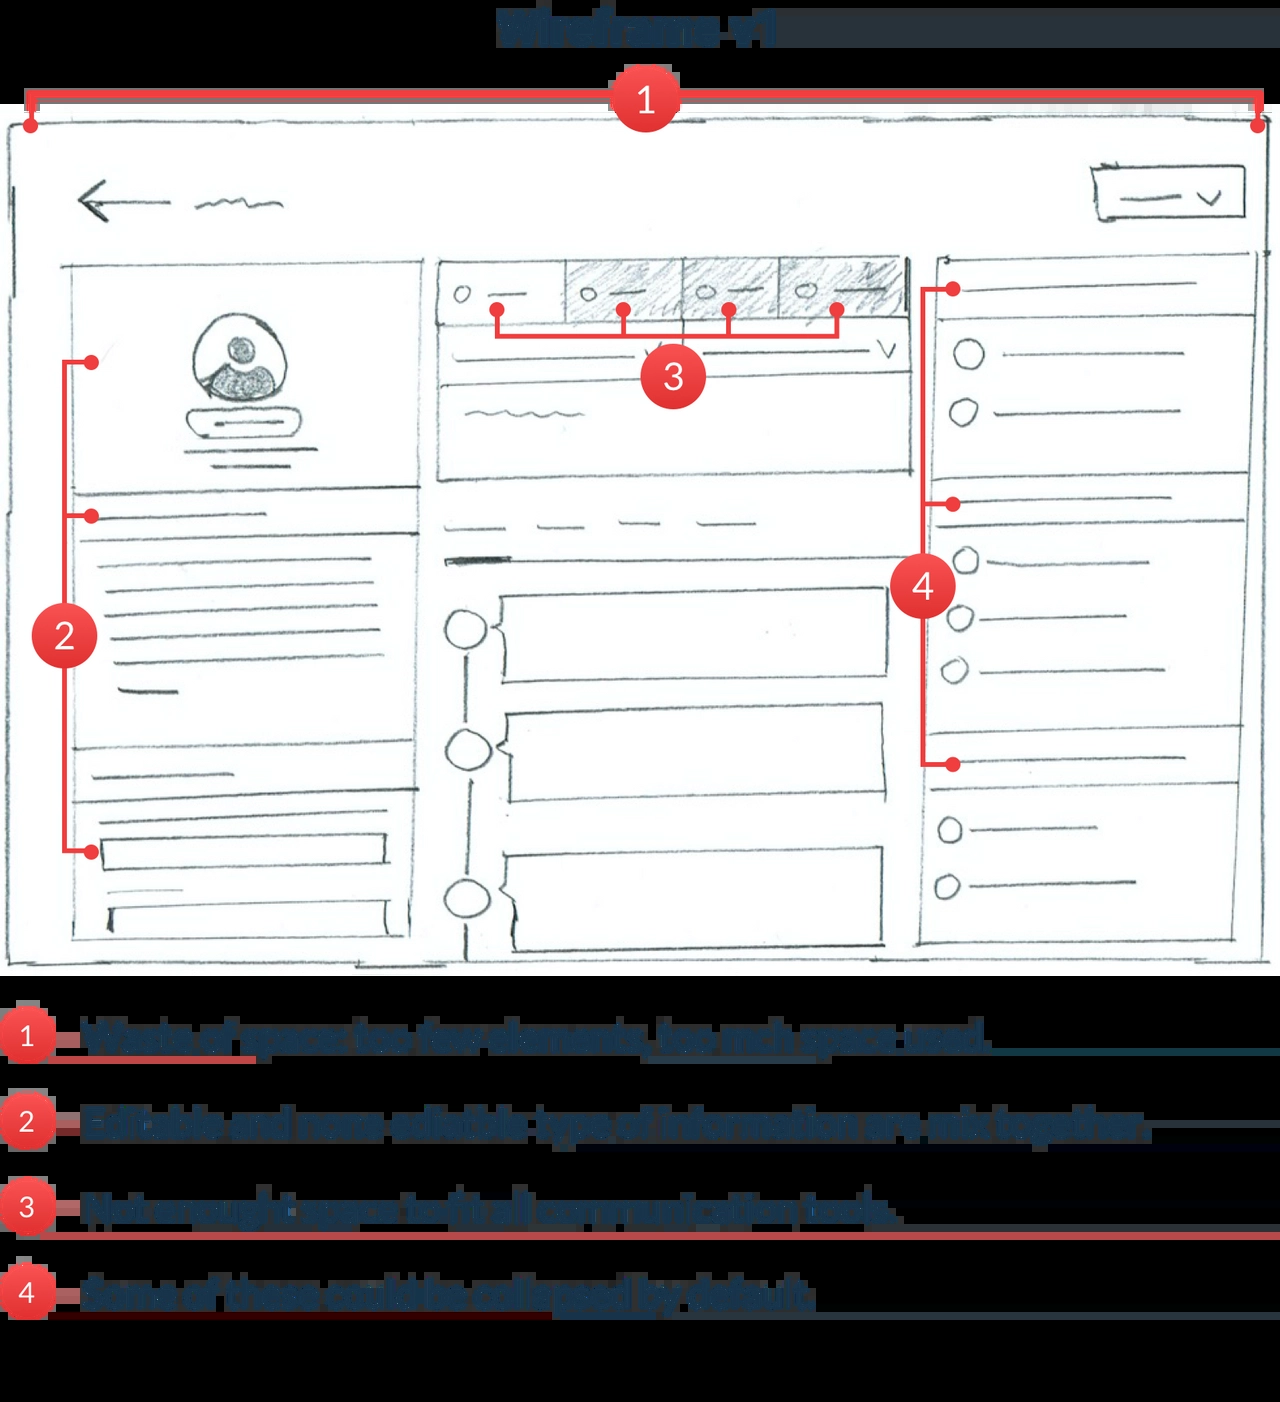 Wireframe v1
1
3
4
2
1 Waste of space: too few elements, too mch space used.
2 Editable and none-editable type of information are mix together.
3 Not enought space to fit all communication tools.
4 Some of these could be collapsed by default.